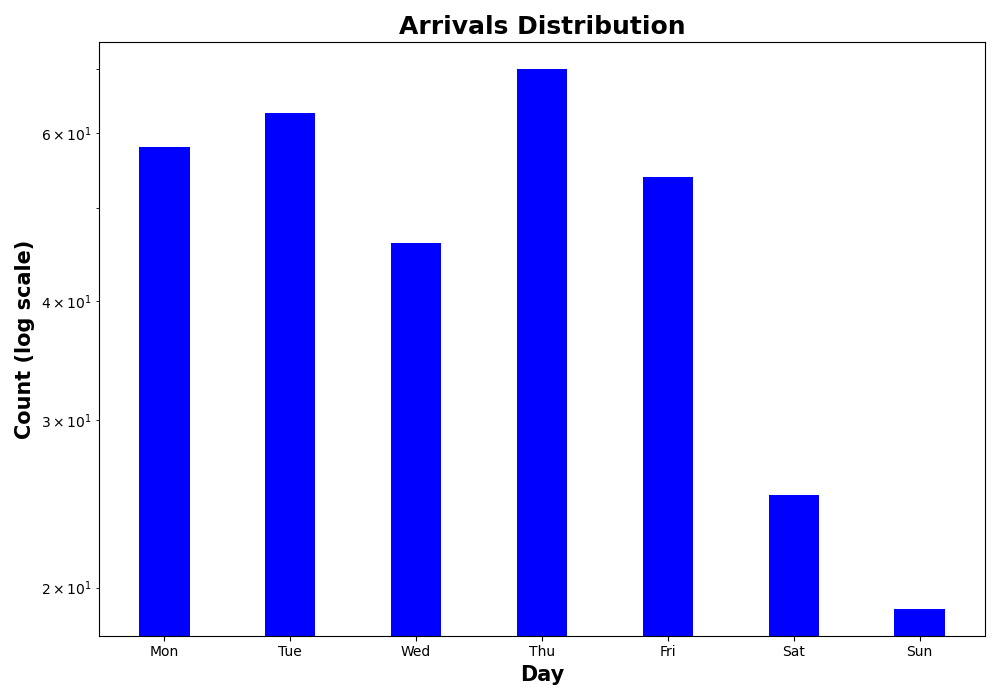 Arrivals Distribution
Count (log scale)
6 × 10¹
4 × 10¹
3 × 10¹
2 × 10¹
Mon Tue Wed Thu Fri Sat Sun
Day